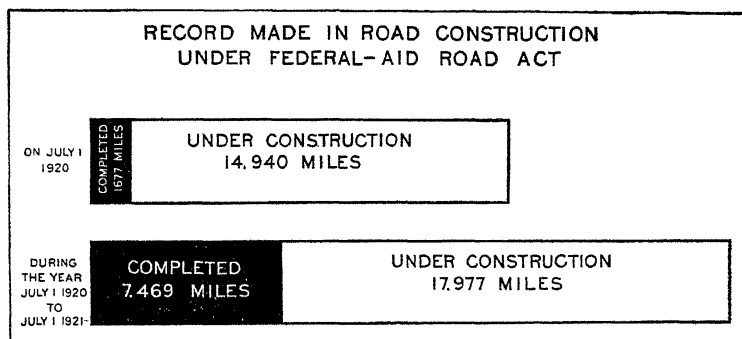 RECORD MADE IN ROAD CONSTRUCTION
UNDER FEDERAL-AID ROAD ACT
ON JULY 1
1920
COMPLETED
1677 MILES
UNDER CONSTRUCTION
14,940 MILES
DURING
THE YEAR
JULY 1 1920
TO
JULY 1 1921-
COMPLETED
7,469 MILES
UNDER CONSTRUCTION
17,977 MILES